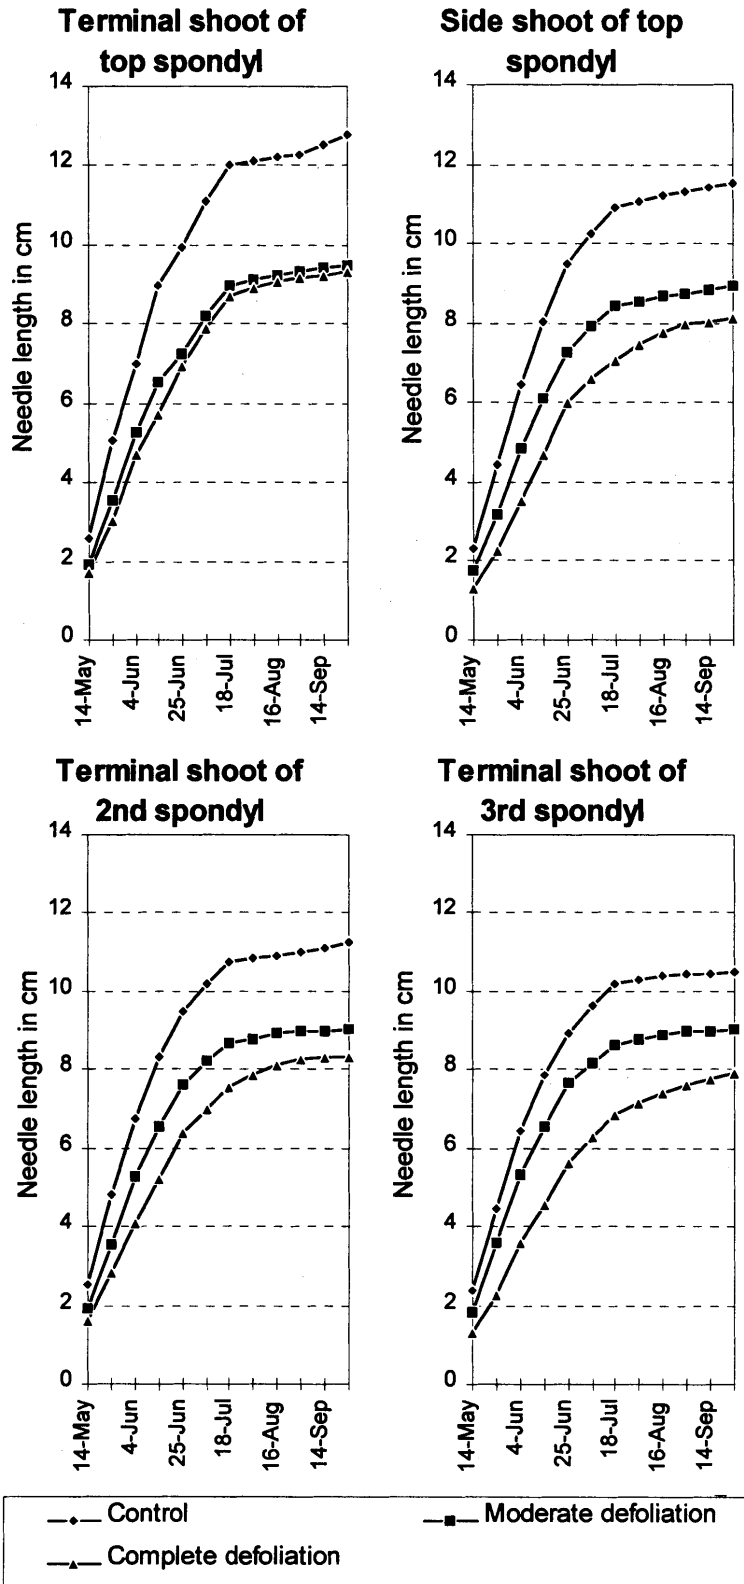 Terminal shoot of
top spondyl
Needle length in cm
14
12
10
8
6
4
2
0
14-May
4-Jun
25-Jun
18-Jul
16-Aug
14-Sep
Side shoot of top
spondyl
Needle length in cm
14
12
10
8
6
4
2
0
14-May
4-Jun
25-Jun
18-Jul
16-Aug
14-Sep
Terminal shoot of
2nd spondyl
Needle length in cm
14
12
10
8
6
4
2
0
14-May
4-Jun
25-Jun
18-Jul
16-Aug
14-Sep
Terminal shoot of
3rd spondyl
Needle length in cm
14
12
10
8
6
4
2
0
14-May
4-Jun
25-Jun
18-Jul
16-Aug
14-Sep
Control
Moderate defoliation
Complete defoliation